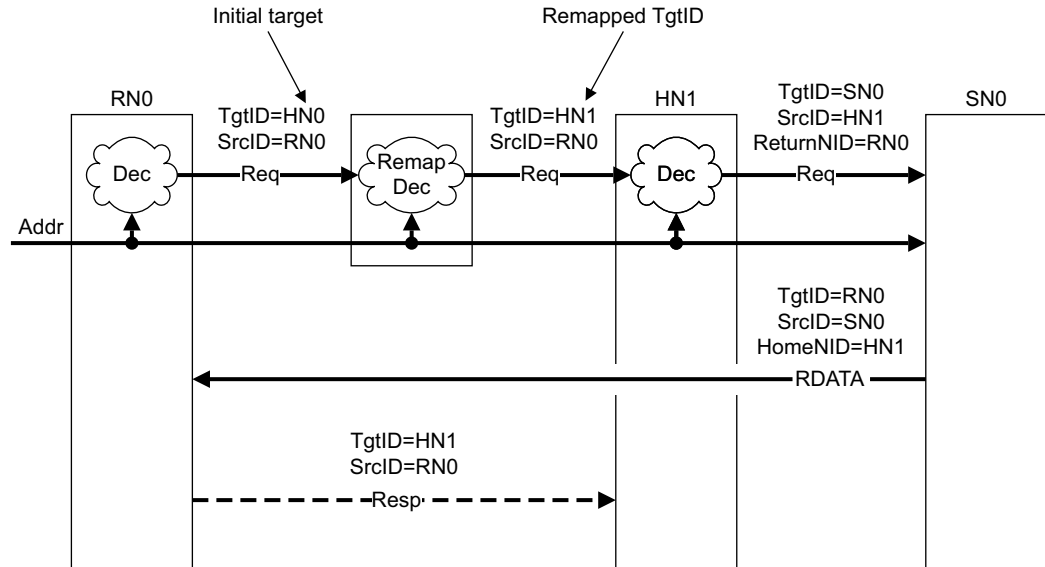 Initial target
Remapped TgtID
RN0
TgtID=HN0
SrcID=RN0
Req
Dec
Remap
Dec
TgtID=HN1
SrcID=RN0
Req
HN1
Dec
TgtID=SN0
SrcID=HN1
ReturnNID=RN0
Req
SN0
Addr
TgtID=RN0
SrcID=SN0
HomeNID=HN1
RDATA
TgtID=HN1
SrcID=RN0
Resp